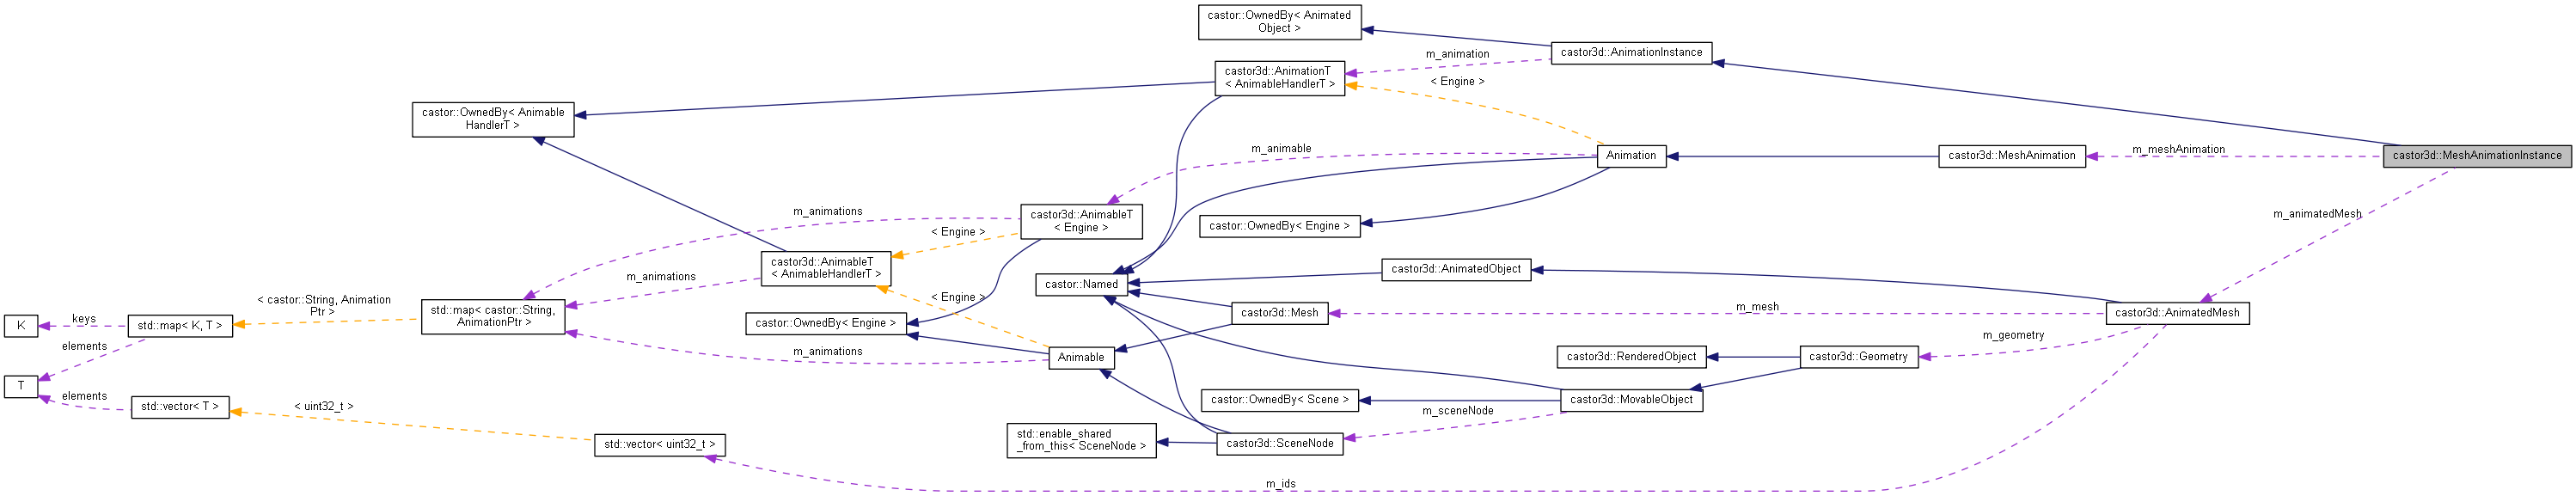 castor::OwnedBy< Animated
Object >
castor3d::AnimationInstance
m_animation
castor3d::AnimationT
< AnimableHandlerT >
< Engine >
castor::OwnedBy< Animable
HandlerT >
m_animable
Animation
castor3d::MeshAnimation
m_meshAnimation
castor3d::MeshAnimationInstance
m_animations
castor3d::AnimableT
< Engine >
castor::OwnedBy< Engine >
m_animatedMesh
< Engine >
castor3d::AnimableT
< AnimableHandlerT >
m_animations
castor::Named
castor3d::AnimatedObject
< castor::String, Animation
Ptr >
< Engine >
keys
K
std::map< K, T >
std::map< castor::String,
AnimationPtr >
castor::OwnedBy< Engine >
castor3d::Mesh
m_mesh
castor3d::AnimatedMesh
elements
m_animations
Animable
castor3d::RenderedObject
castor3d::Geometry
m_geometry
T
elements
std::vector< T >
< uint32_t >
castor::OwnedBy< Scene >
castor3d::MovableObject
m_sceneNode
std::vector< uint32_t >
std::enable_shared
_from_this< SceneNode >
castor3d::SceneNode
m_ids